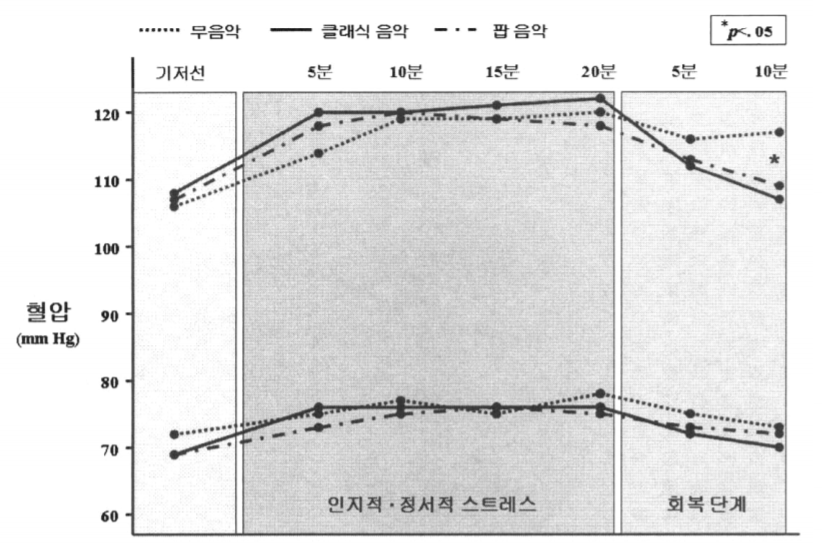 무음악 클래식 음악 팝 음악
*p<.05
기저선 5분 10분 15분 20분 5분 10분
120
*
110
100
90
혈압
(mm Hg)
80
70
60
인지적·정서적 스트레스 회복 단계